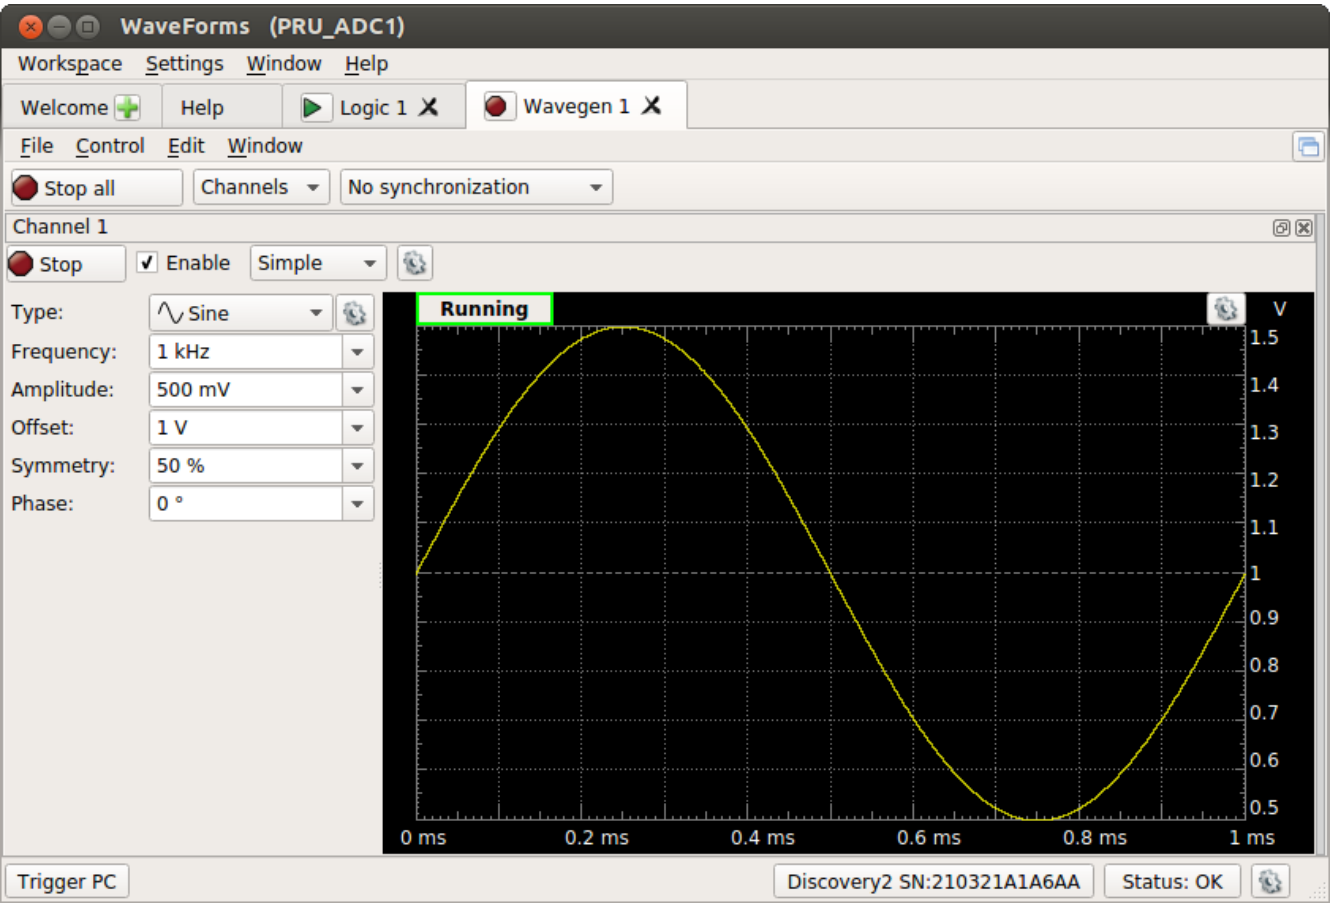 WaveForms (PRU_ADC1)
Workspace Settings Window Help
Welcome Help Logic 1 Wavegen 1
File Control Edit Window
Stop all Channels No synchronization
Channel 1
Stop Enable Simple
Type: Sine
Frequency: 1 kHz
Amplitude: 500 mV
Offset: 1 V
Symmetry: 50 %
Phase: 0 °
Running V
1.5
1.4
1.3
1.2
1.1
1
0.9
0.8
0.7
0.6
0.5
0 ms 0.2 ms 0.4 ms 0.6 ms 0.8 ms 1 ms
Trigger PC Discovery2 SN:210321A1A6AA Status: OK